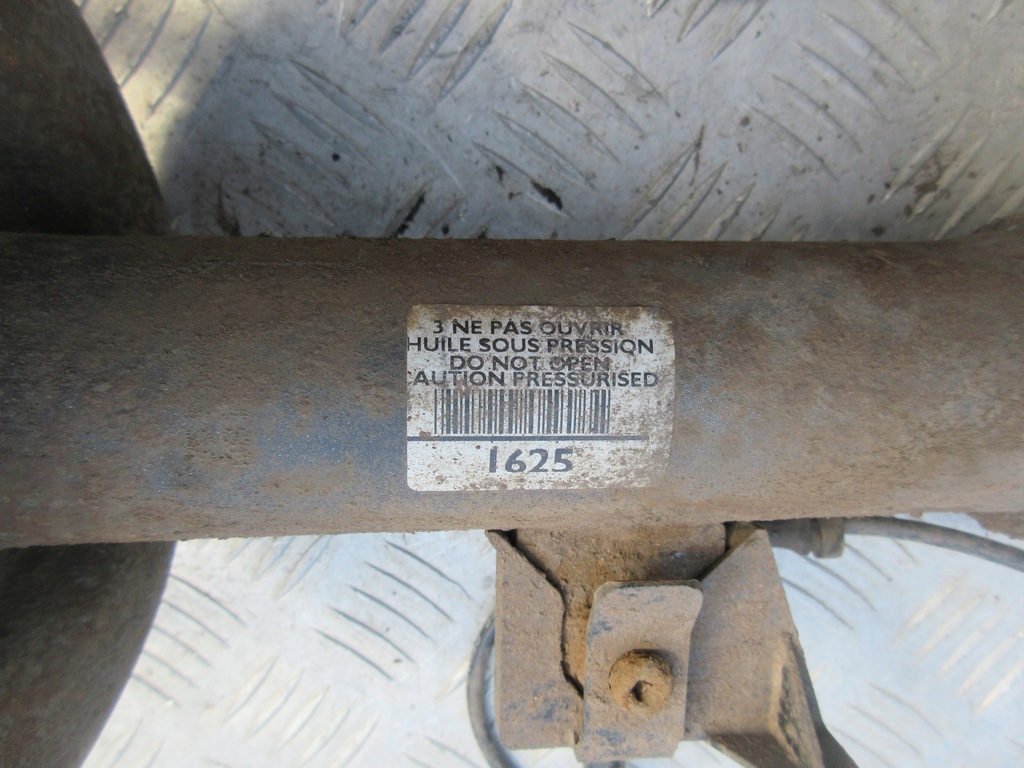 3 NE PAS OUVRIR
HUILE SOUS PRESSION
DO NOT OPEN
AUTION PRESSURISED
1625